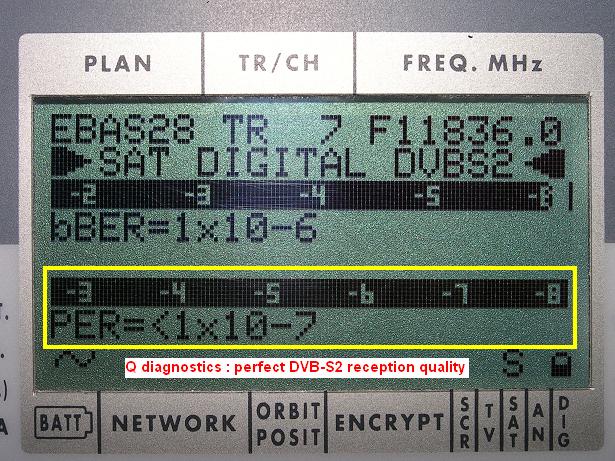 PLAN TR/CH FREQ. MHz
EBAS28 TR 7 F11836.0
SAT DIGITAL DVBS2
-2 -3 -4 -5 -6
bBER=1x10-6
-3 -4 -5 -6 -7 -8
PER=<1x10-7
Q diagnostics : perfect DVB-S2 reception quality
S
BATT NETWORK ORBIT POSIT ENCRYPT SCR TV SAT AN DIG